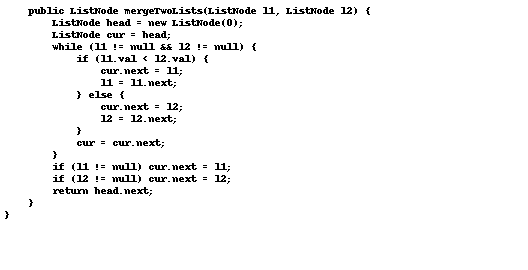 public ListNode mergeTwoLists(ListNode l1, ListNode l2) {
        ListNode head = new ListNode(0);
        ListNode cur = head;
        while (l1 != null && l2 != null) {
            if (l1.val < l2.val) {
                cur.next = l1;
                l1 = l1.next;
            } else {
                cur.next = l2;
                l2 = l2.next;
            }
            cur = cur.next;
        }
        if (l1 != null) cur.next = l1;
        if (l2 != null) cur.next = l2;
        return head.next;
    }
}